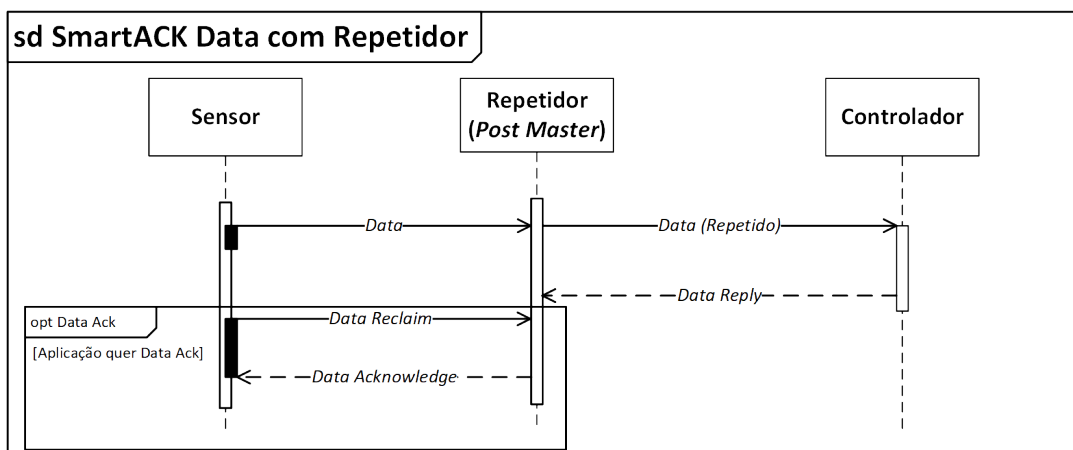 sd SmartACK Data com Repetidor
Sensor
Repetidor
(Post Master)
Controlador
Data
Data (Repetido)
Data Reply
opt Data Ack
Data Reclaim
[Aplicação quer Data Ack]
Data Acknowledge